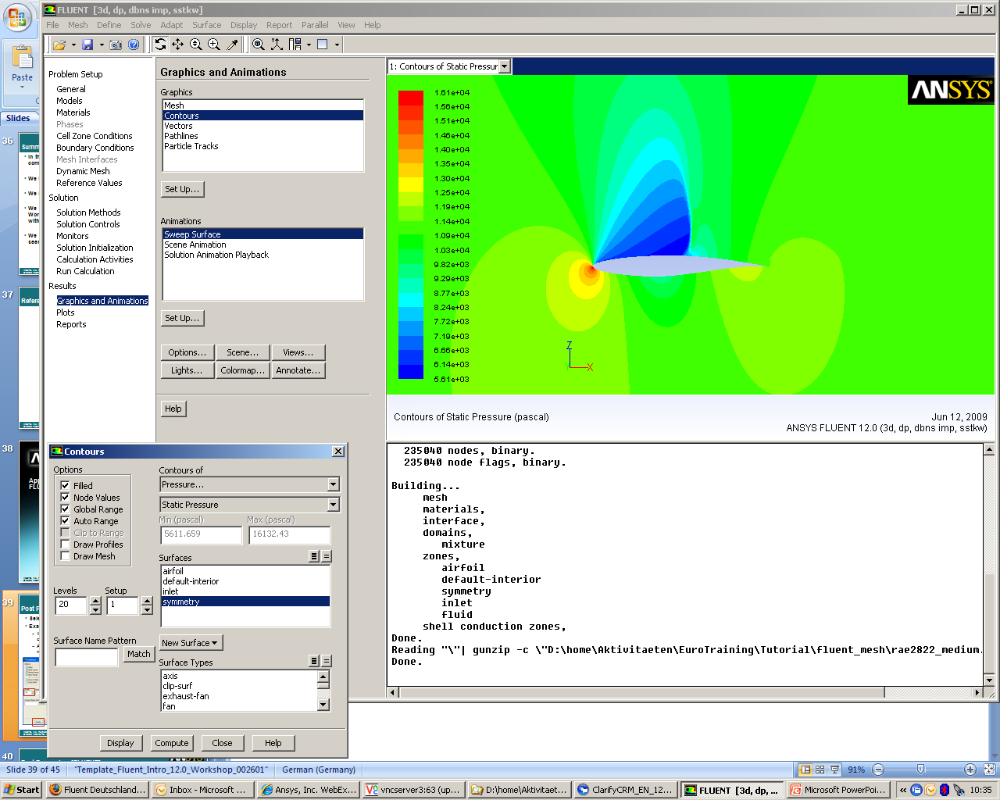 FLUENT [3d, dp, dbns imp, sstkw]
File Mesh Define Solve Adapt Surface Display Report Parallel View Help
Paste
Slides
36
37
38
39
40
Problem Setup
General
Models
Materials
Phases
Cell Zone Conditions
Boundary Conditions
Mesh Interfaces
Dynamic Mesh
Reference Values
Solution
Solution Methods
Solution Controls
Monitors
Solution Initialization
Calculation Activities
Run Calculation
Results
Graphics and Animations
Plots
Reports
Graphics and Animations
Graphics
Mesh
Contours
Vectors
Pathlines
Particle Tracks
Set Up...
Animations
Sweep Surface
Scene Animation
Solution Animation Playback
Set Up...
Options... Scene... Views...
Lights... Colormap... Annotate...
Help
1: Contours of Static Pressur
ANSYS
1.61e+04
1.56e+04
1.51e+04
1.46e+04
1.40e+04
1.35e+04
1.30e+04
1.25e+04
1.19e+04
1.14e+04
1.09e+04
1.03e+04
9.82e+03
9.29e+03
8.77e+03
8.24e+03
7.72e+03
7.19e+03
6.66e+03
6.14e+03
5.61e+03
Z
Y X
Contours of Static Pressure (pascal)
Jun 12, 2009
ANSYS FLUENT 12.0 (3d, dp, dbns imp, sstkw)
235040 nodes, binary.
235040 node flags, binary.
Building...
mesh
materials,
interface,
domains,
mixture
zones,
airfoil
default-interior
symmetry
inlet
fluid
shell conduction zones,
Done.
Reading "\"| gunzip -c \"D:\home\Aktivitaeten\EuroTraining\Tutorial\fluent_mesh\rae2822_medium.
Done.
Contours
Options
Filled
Node Values
Global Range
Auto Range
Clip to Range
Draw Profiles
Draw Mesh
Levels Setup
20 1
Surface Name Pattern
Match
Contours of
Pressure...
Static Pressure
Min (pascal) Max (pascal)
5611.659 16132.43
Surfaces
airfoil
default-interior
inlet
symmetry
New Surface
Surface Types
axis
clip-surf
exhaust-fan
fan
Display Compute Close Help
Slide 39 of 45 "Template_Fluent_Intro_12.0_Workshop_002601" German (Germany) 91%
Start Fluent Deutschland... Inbox - Microsoft ... Ansys, Inc. WebEx... vncserver3:63 (up... D:\home\Aktivitaet... ClarifyCRM_EN_12... FLUENT [3d, dp, ... Microsoft PowerPoi... « 10:35